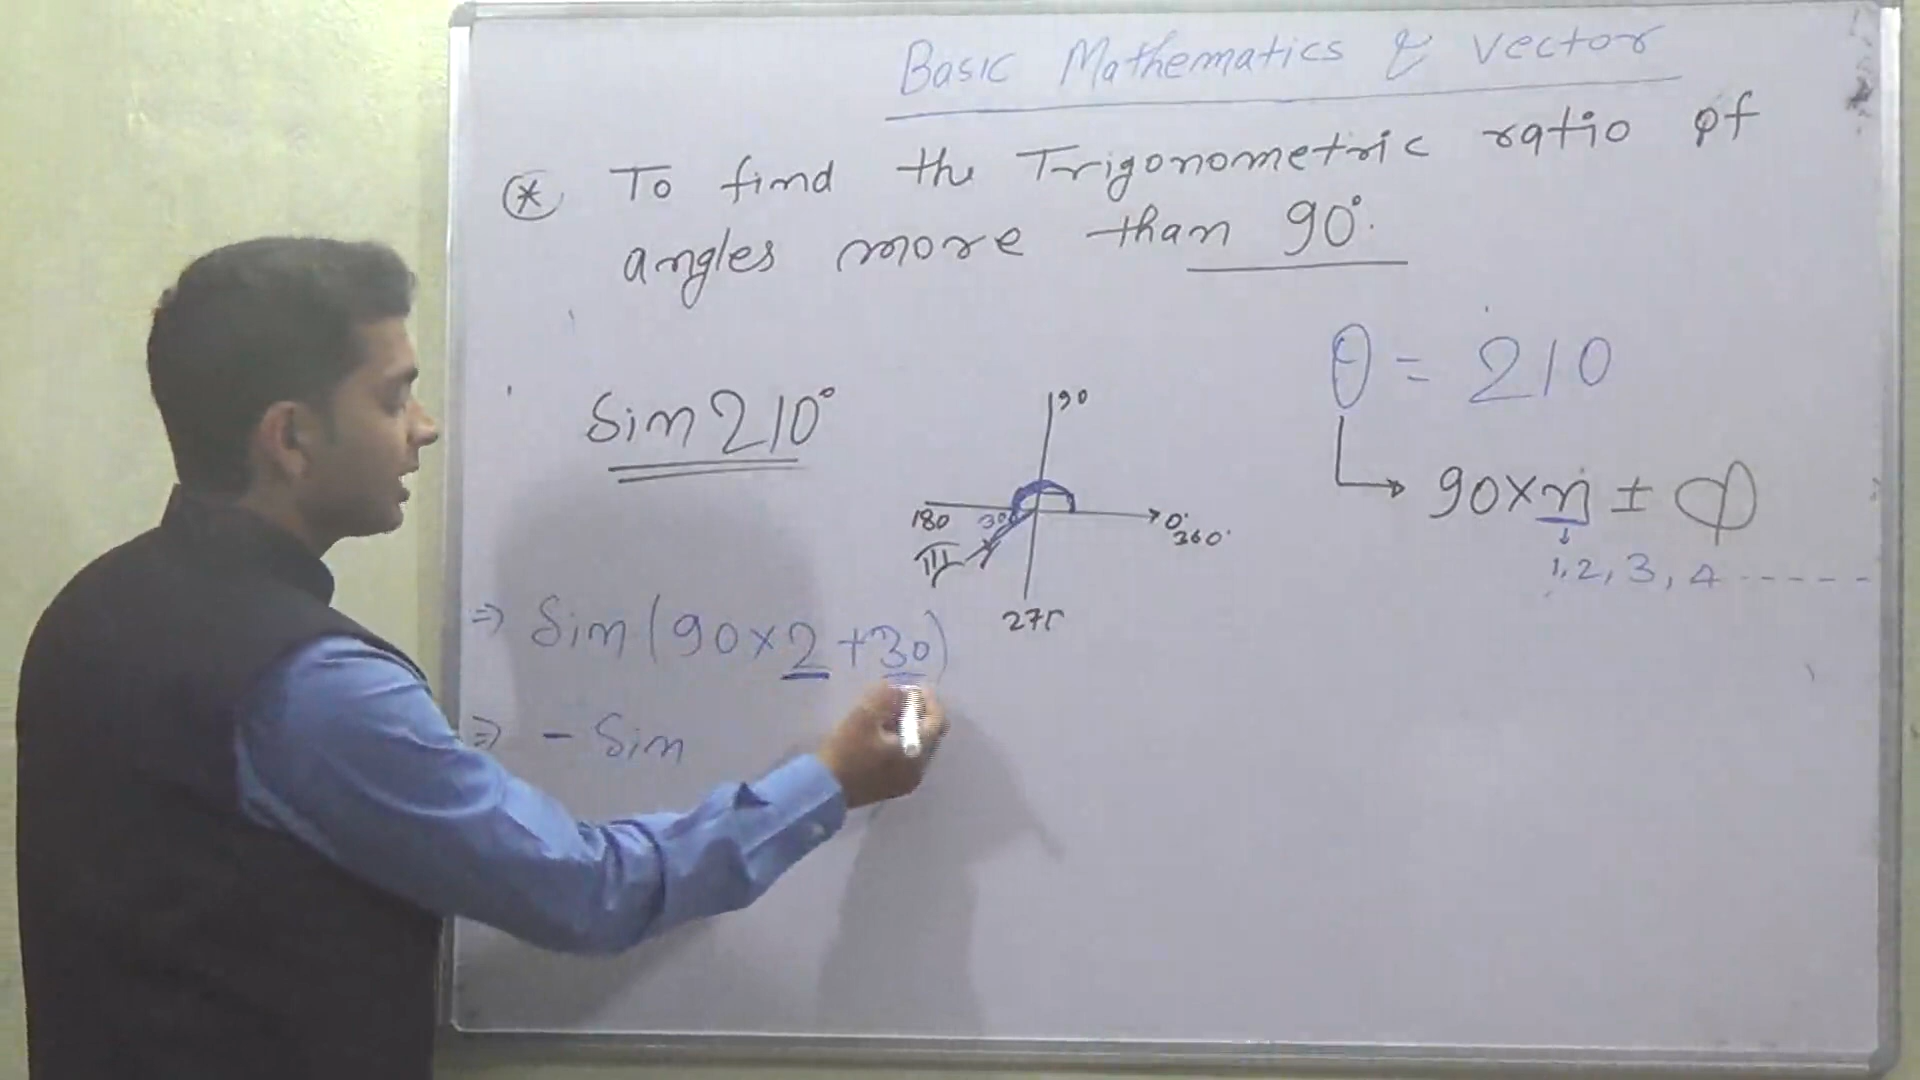 Basic Mathematics & Vector
* To find the Trigonometric ratio of
angles more than 90°.
θ = 210
Sin 210°
90
90 × n ± φ
180 30 0°
360°
III
1, 2, 3, 4 ------
270
⇒ Sin (90 × 2 + 30)
⇒ - Sin